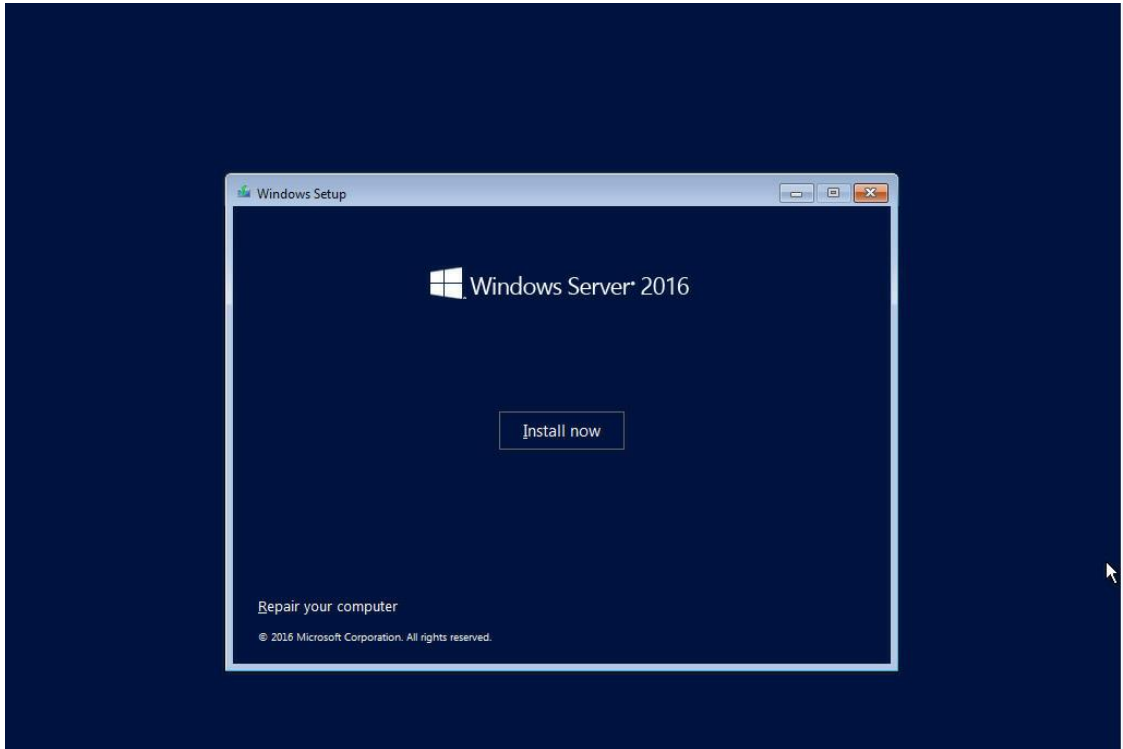 Windows Setup
Windows Server® 2016
Install now
Repair your computer
© 2016 Microsoft Corporation. All rights reserved.